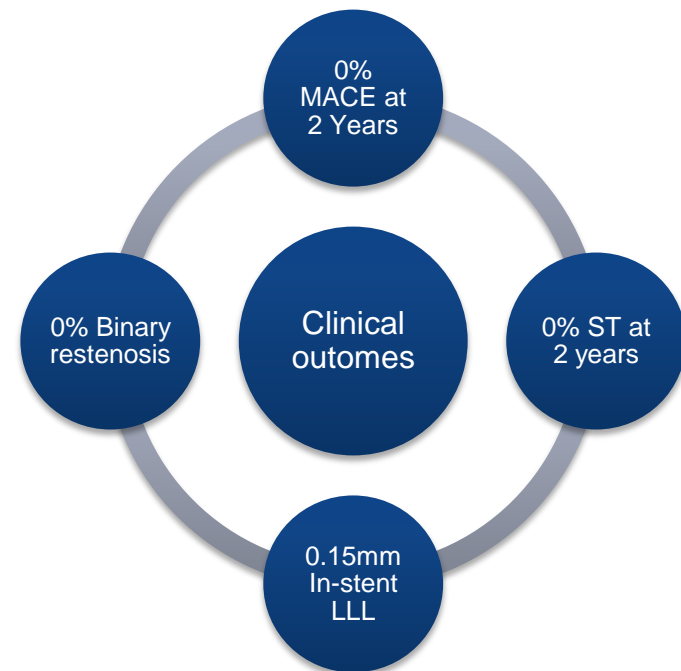 0%
MACE at
2 Years
0% Binary
restenosis
Clinical
outomes
0% ST at
2 years
0.15mm
In-stent
LLL